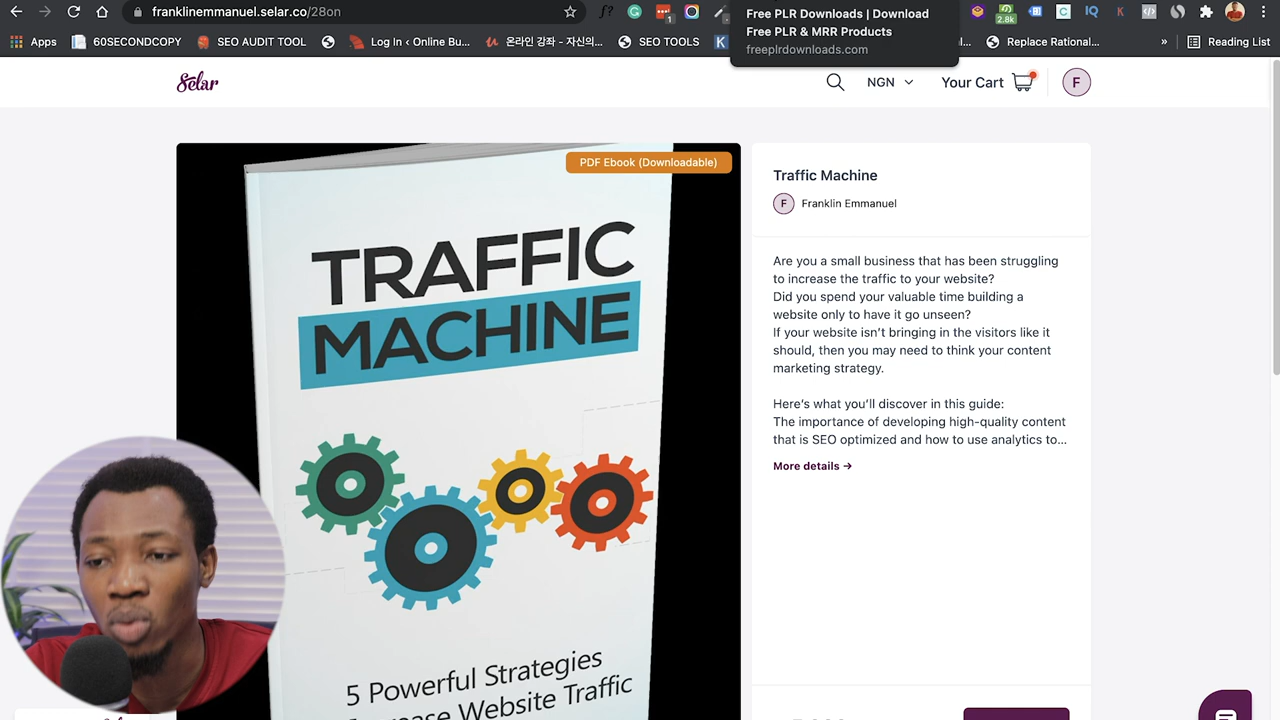 franklinemmanuel.selar.co/28on
Free PLR Downloads | Download
Free PLR & MRR Products
freeplrdownloads.com
f?
1
2.8k
IQ
K
Apps
60SECONDCOPY
SEO AUDIT TOOL
Log In ‹ Online Bu...
온라인 강좌 - 자신의...
SEO TOOLS
K
Replace Rational...
»
Reading List
Selar
NGN
Your Cart
F
PDF Ebook (Downloadable)
TRAFFIC
MACHINE
5 Powerful Strategies
Website Traffic
Traffic Machine
F
Franklin Emmanuel
Are you a small business that has been struggling
to increase the traffic to your website?
Did you spend your valuable time building a
website only to have it go unseen?
If your website isn't bringing in the visitors like it
should, then you may need to think your content
marketing strategy.
Here's what you'll discover in this guide:
The importance of developing high-quality content
that is SEO optimized and how to use analytics to...
More details →